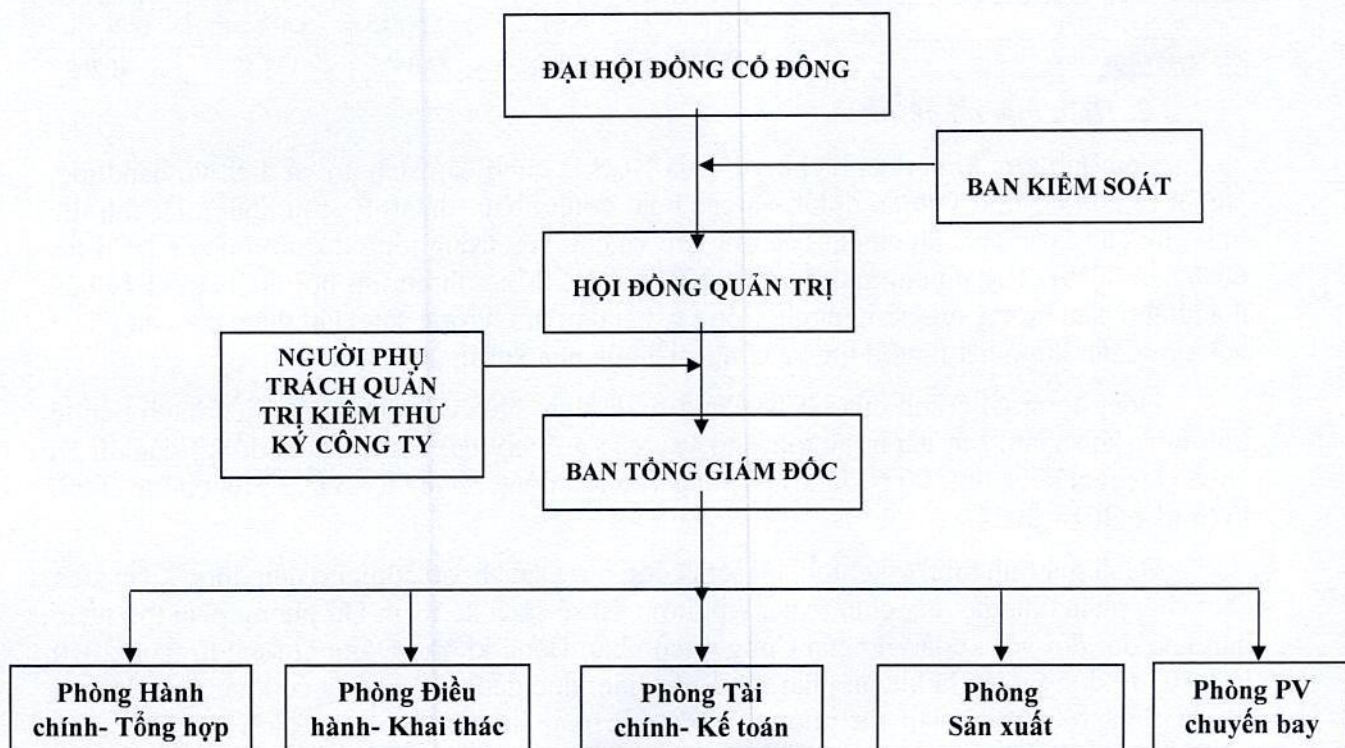 ĐẠI HỘI ĐỒNG CỔ ĐÔNG
BAN KIỂM SOÁT
HỘI ĐỒNG QUẢN TRỊ
NGƯỜI PHỤ
TRÁCH QUẢN
TRỊ KIÊM THƯ
KÝ CÔNG TY
BAN TỔNG GIÁM ĐỐC
Phòng Hành
chính- Tổng hợp
Phòng Điều
hành- Khai thác
Phòng Tài
chính- Kế toán
Phòng
Sản xuất
Phòng PV
chuyến bay